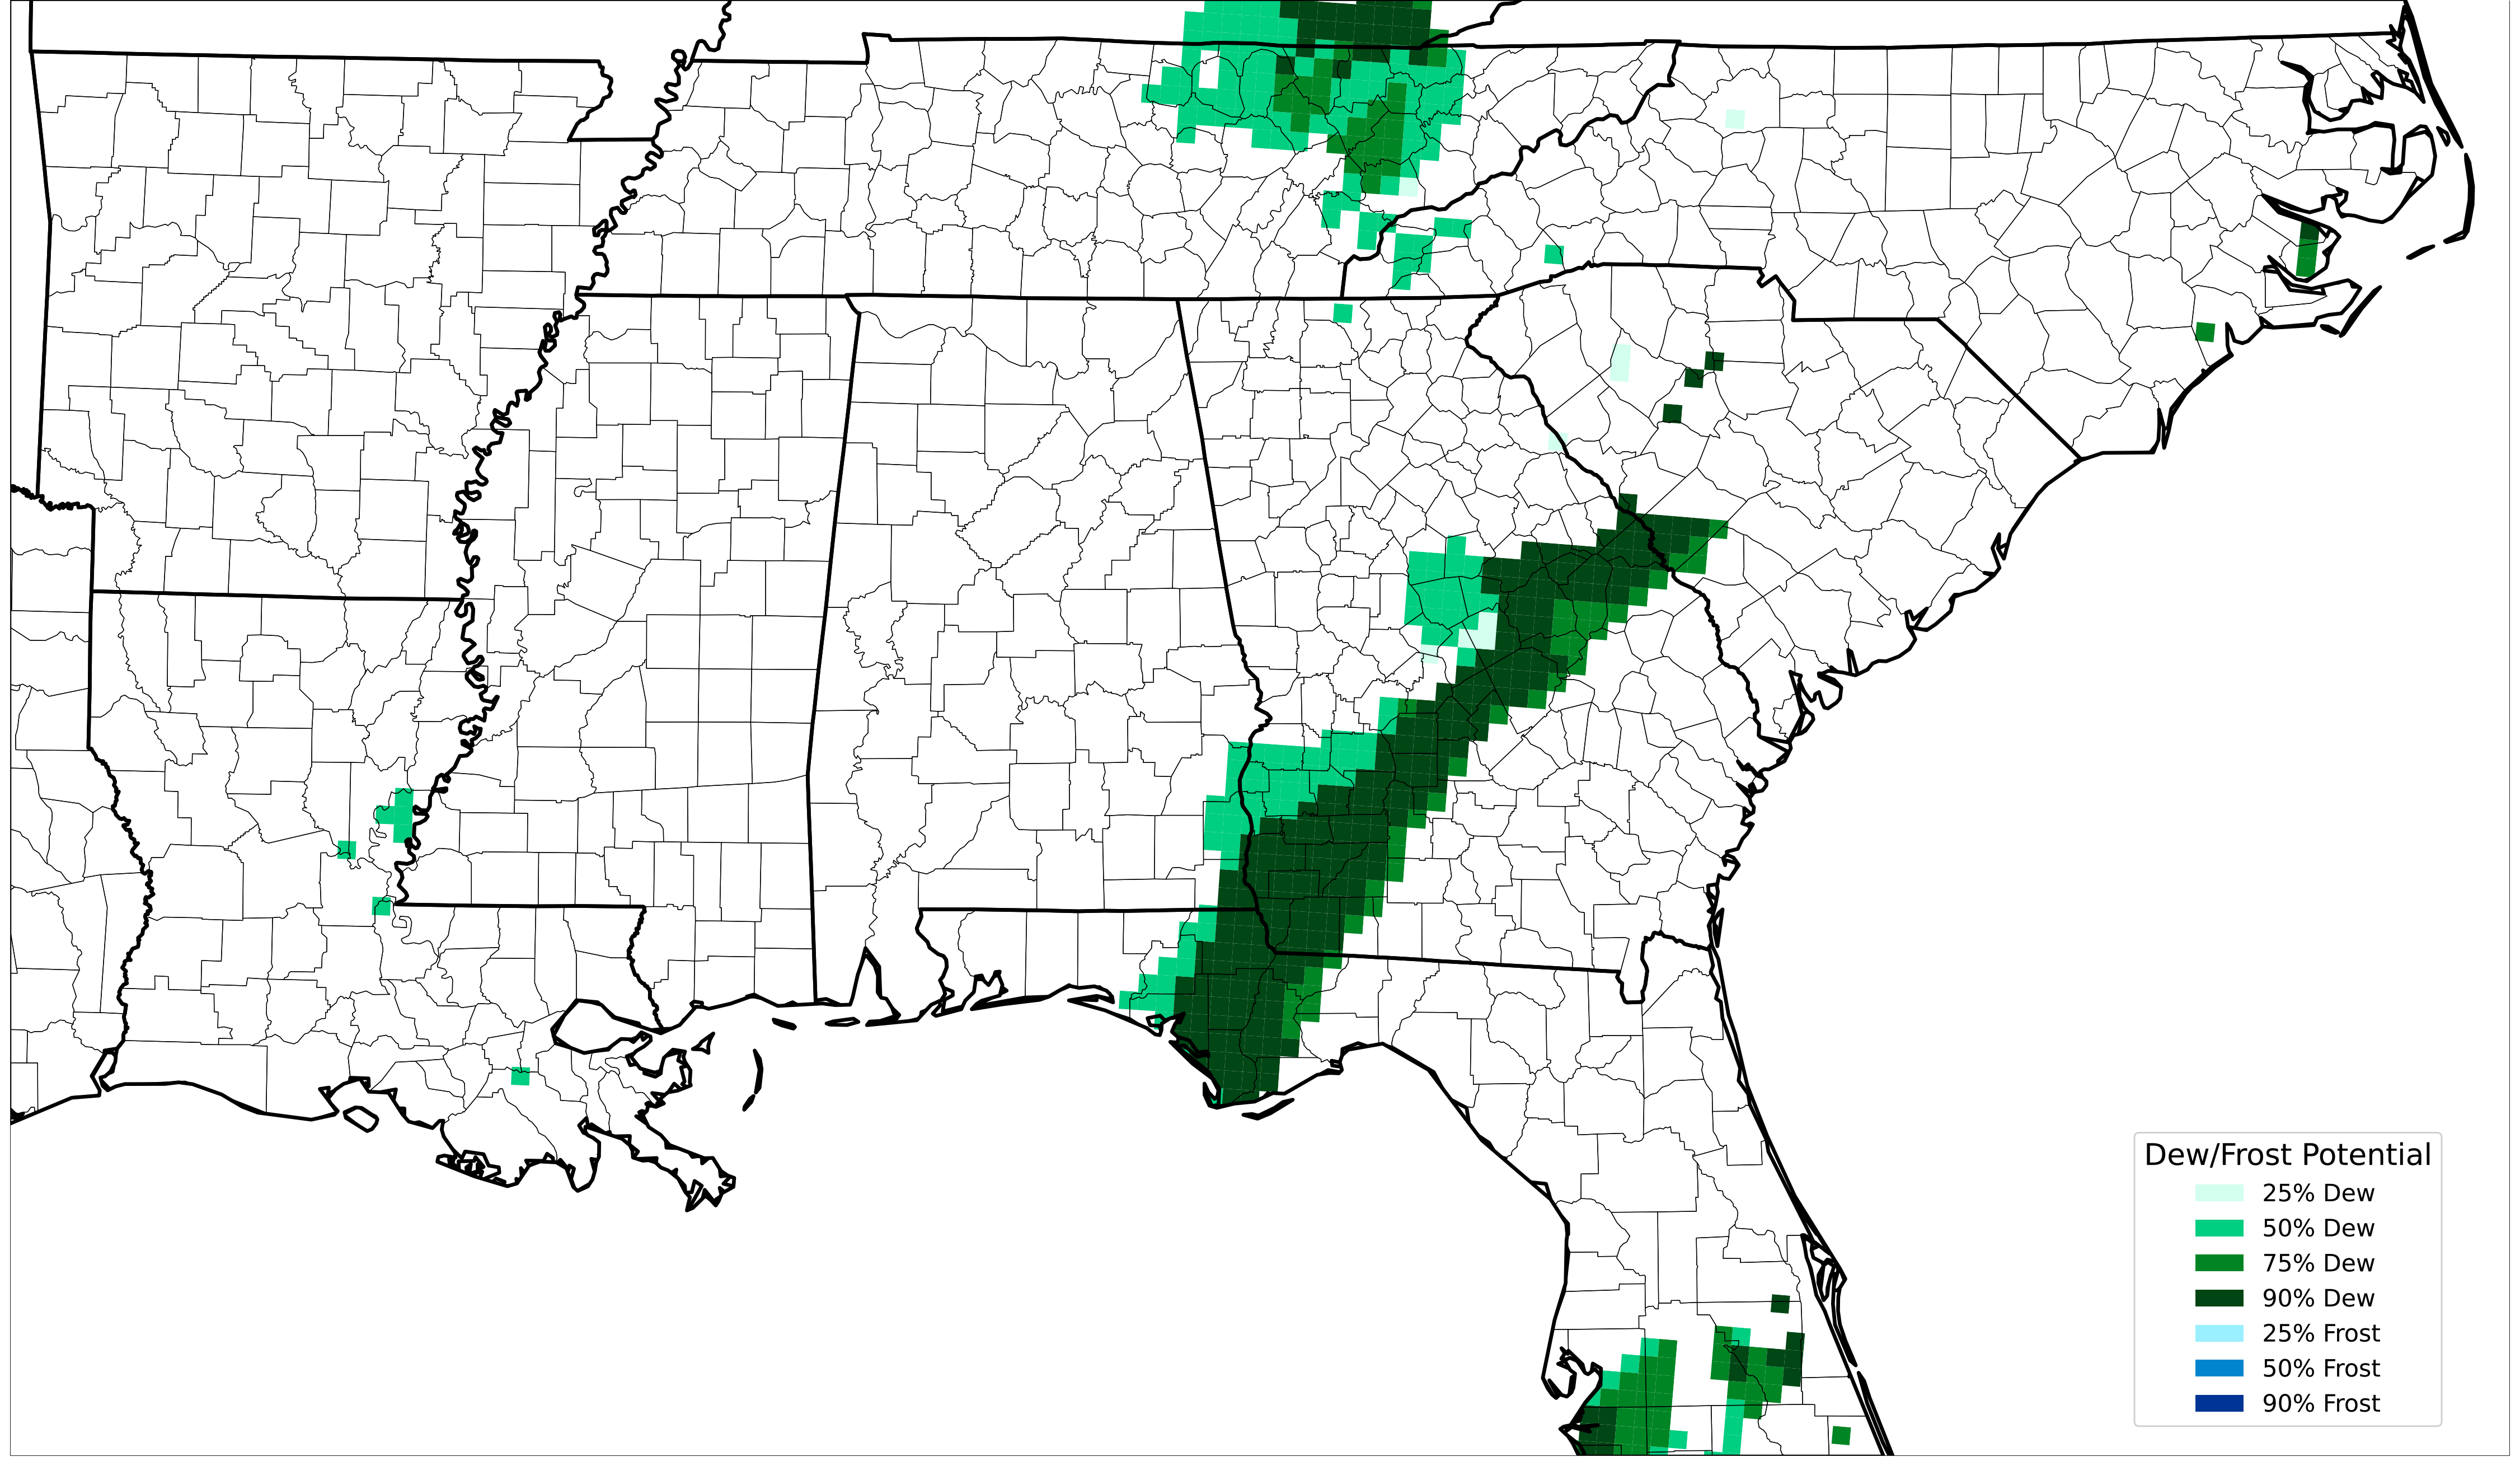 Dew/Frost Potential
25% Dew
50% Dew
75% Dew
90% Dew
25% Frost
50% Frost
90% Frost